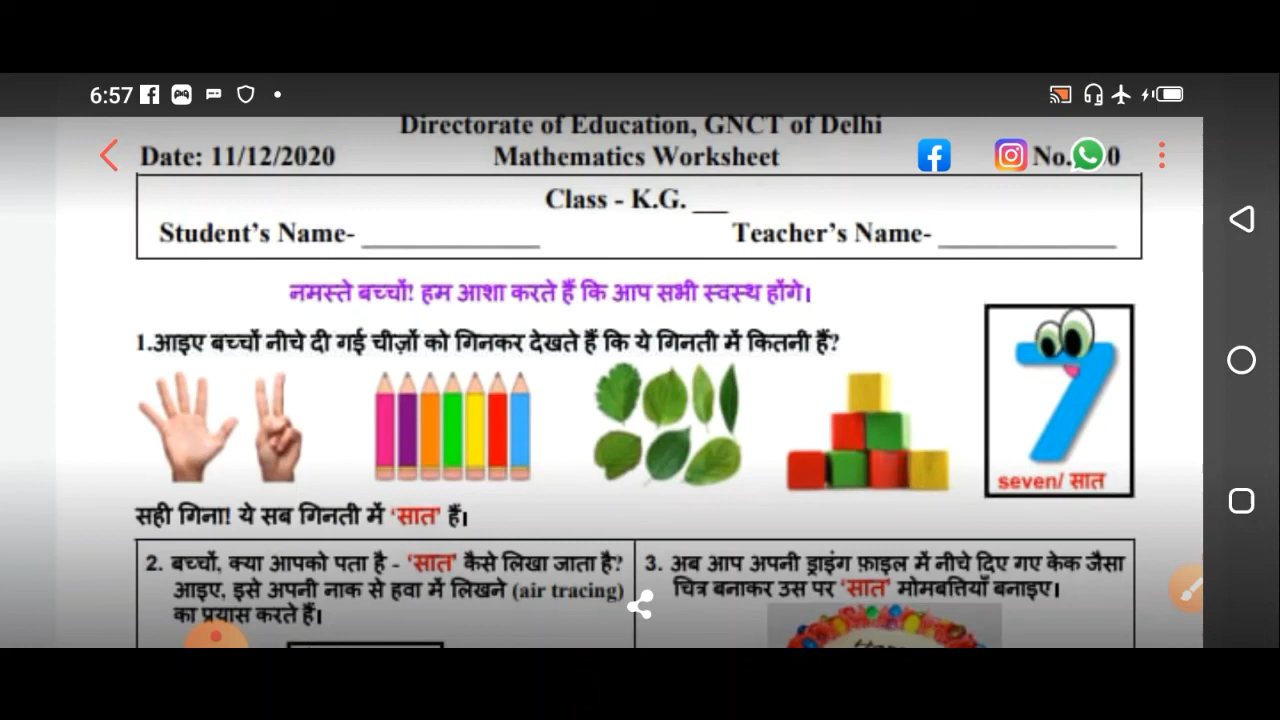 6:57
Directorate of Education, GNCT of Delhi
Date: 11/12/2020 Mathematics Worksheet No. 0
Class - K.G. ___
Student's Name- ____________ Teacher's Name- ____________
नमस्ते बच्चों! हम आशा करते हैं कि आप सभी स्वस्थ होंगे।
1.आइए बच्चों नीचे दी गई चीज़ों को गिनकर देखते हैं कि ये गिनती में कितनी हैं?
7
seven/ सात
सही गिना! ये सब गिनती में 'सात' हैं।
2. बच्चों, क्या आपको पता है - 'सात' कैसे लिखा जाता है?
आइए, इसे अपनी नाक से हवा में लिखने (air tracing)
का प्रयास करते हैं।
3. अब आप अपनी ड्राइंग फ़ाइल में नीचे दिए गए केक जैसा
चित्र बनाकर उस पर 'सात' मोमबत्तियाँ बनाइए।